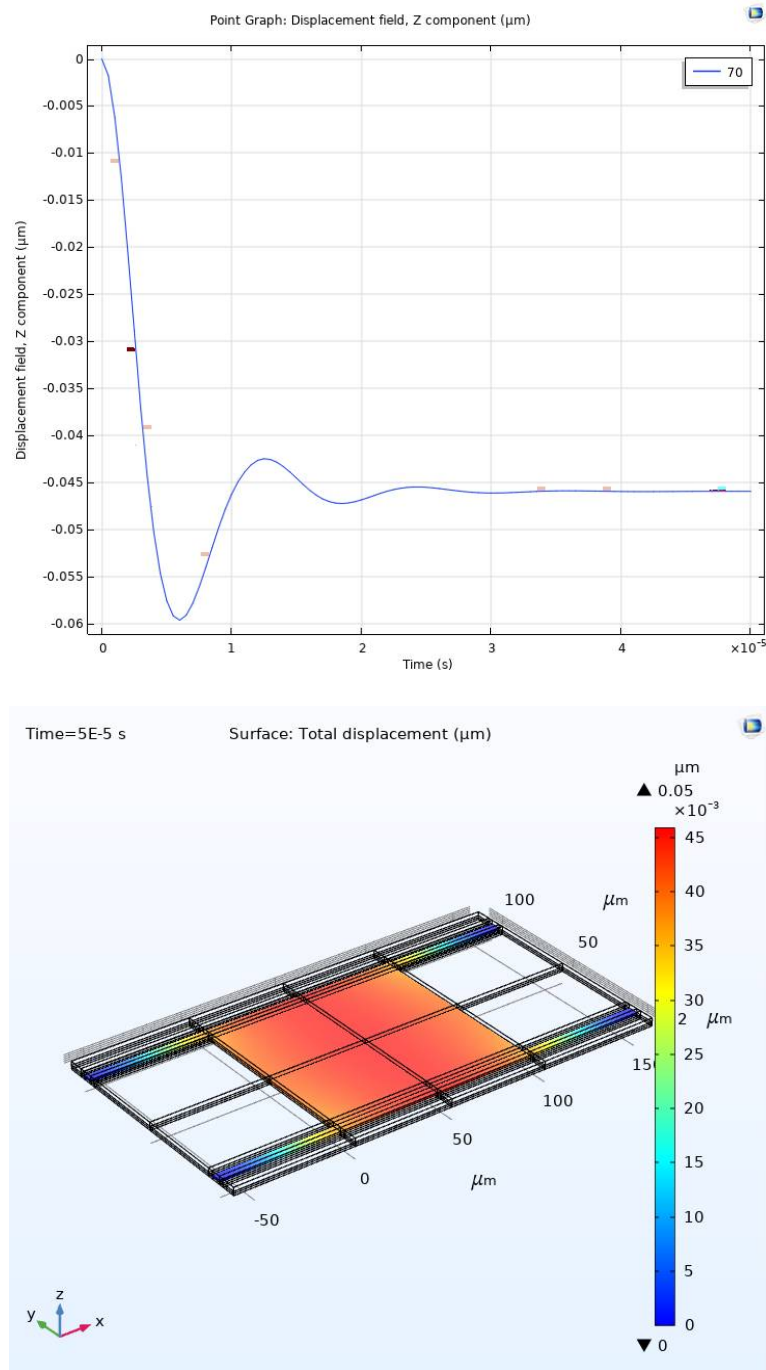 Point Graph: Displacement field, Z component (µm)
70
0
-0.005
-0.01
-0.015
-0.02
-0.025
-0.03
-0.035
-0.04
-0.045
-0.05
-0.055
-0.06
Displacement field, Z component (µm)
0 1 2 3 4 ×10⁻⁵
Time (s)
Time=5E-5 s Surface: Total displacement (µm)
µm
▲ 0.05
×10⁻³
45
40
35
30
25
20
15
10
5
0
▼ 0
100 µm
50
2 µm
150
100
50 µm
0
-50
z
y x